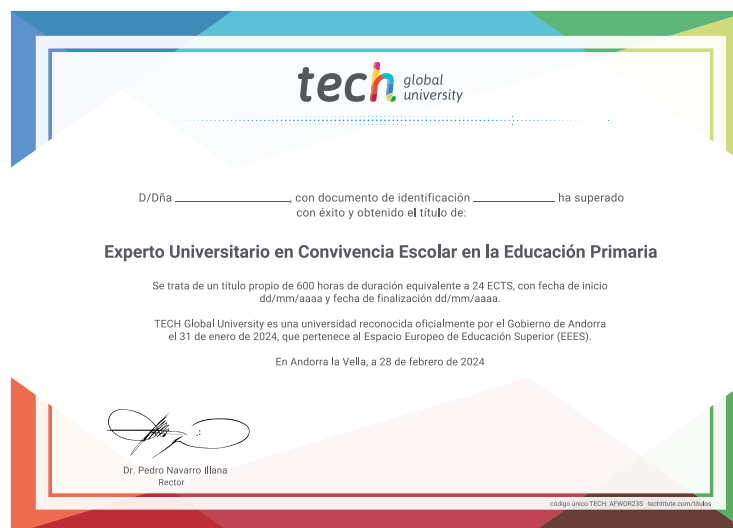 tech global university
D/Dña ______________, con documento de identificación __________ ha superado
con éxito y obtenido el título de:
Experto Universitario en Convivencia Escolar en la Educación Primaria
Se trata de un título propio de 600 horas de duración equivalente a 24 ECTS, con fecha de inicio
dd/mm/aaaa y fecha de finalización dd/mm/aaaa.
TECH Global University es una universidad reconocida oficialmente por el Gobierno de Andorra
el 31 de enero de 2024, que pertenece al Espacio Europeo de Educación Superior (EEES).
En Andorra la Vella, a 28 de febrero de 2024
Dr. Pedro Navarro Illana
Rector
código único TECH: AFWOR23S techtitute.com/titulos